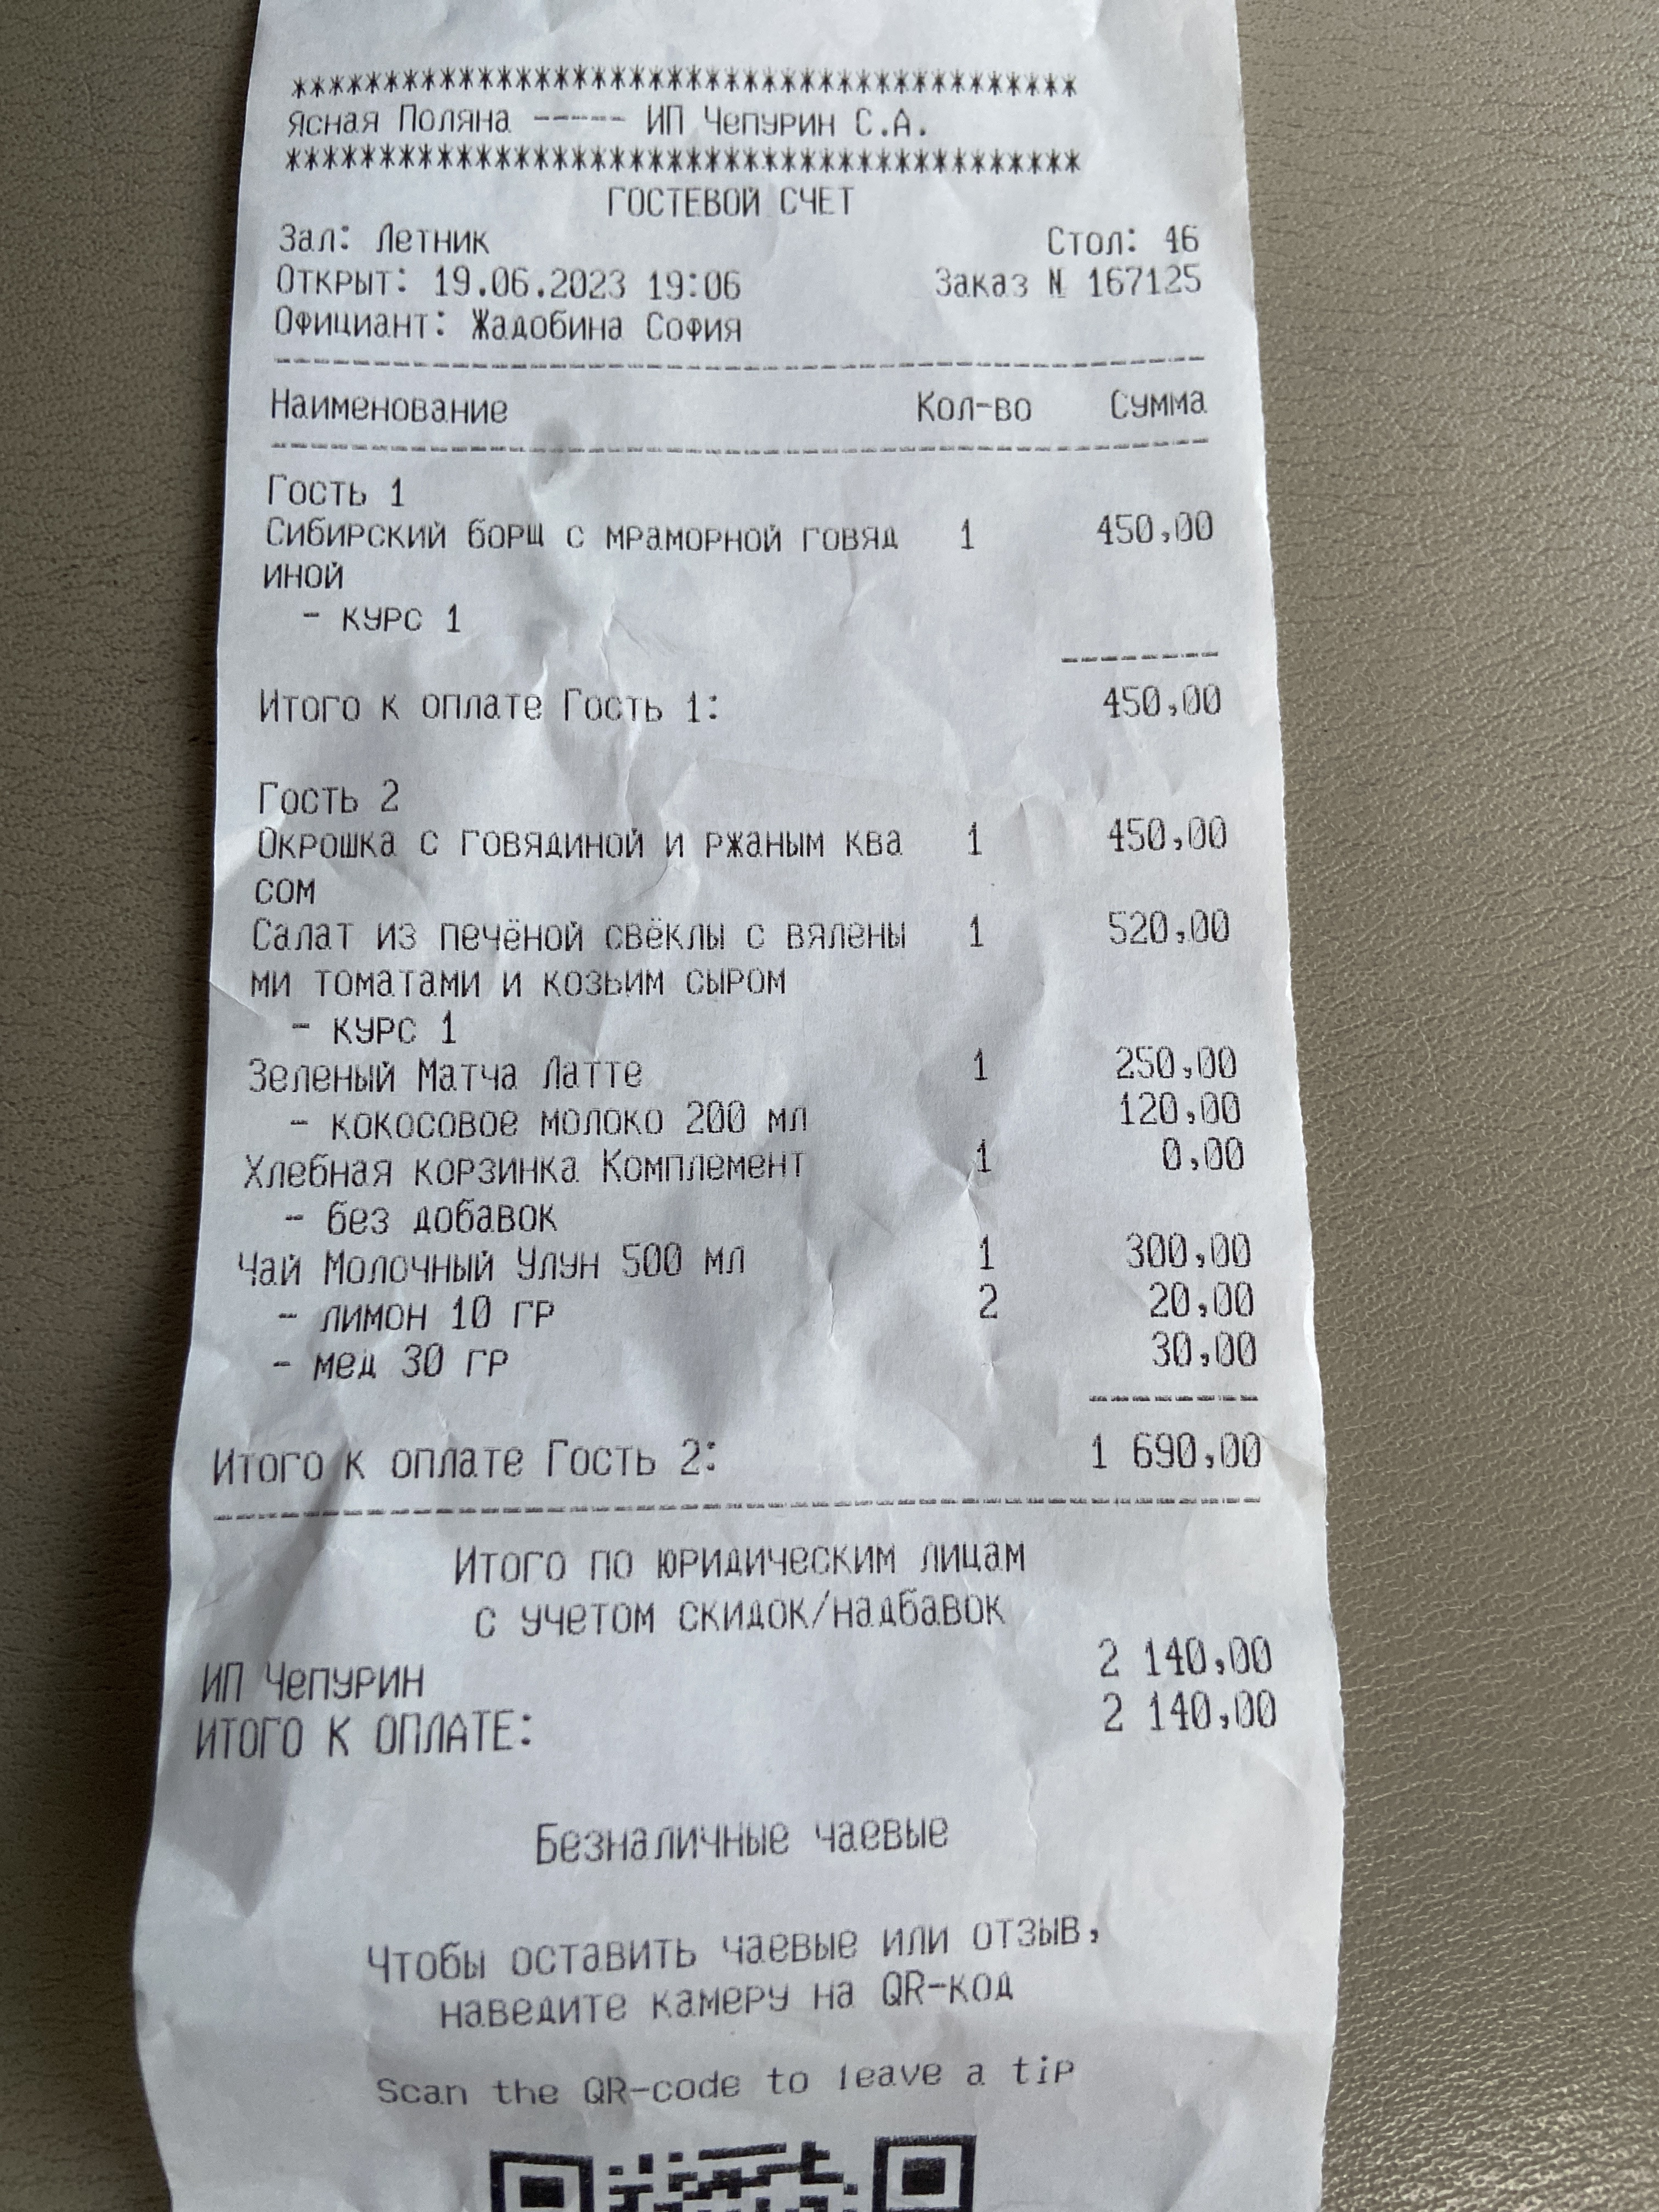 ******************************************
Ясная Поляна ----- ИП Чепурин С.А.
******************************************
ГОСТЕВОЙ СЧЕТ
Зал: Летник Стол: 46
Открыт: 19.06.2023 19:06 Заказ N 167125
Официант: Жадобина София
Наименование Кол-во Сумма
Гость 1
Сибирский борщ с мраморной говяд 1 450,00
иной
- курс 1
Итого к оплате Гость 1: 450,00
Гость 2
Окрошка с говядиной и ржаным ква 1 450,00
сом
Салат из печёной свёклы с вялены 1 520,00
ми томатами и козьим сыром
- курс 1
Зеленый Матча Латте 1 250,00
- кокосовое молоко 200 мл 120,00
Хлебная корзинка Комплемент 1 0,00
- без добавок
Чай Молочный Улун 500 мл 1 300,00
- лимон 10 гр 2 20,00
- мед 30 гр 30,00
Итого к оплате Гость 2: 1 690,00
Итого по юридическим лицам
с учетом скидок/надбавок
ИП Чепурин 2 140,00
ИТОГО К ОПЛАТЕ: 2 140,00
Безналичные чаевые
Чтобы оставить чаевые или отзыв,
наведите камеру на QR-код
Scan the QR-code to leave a tip